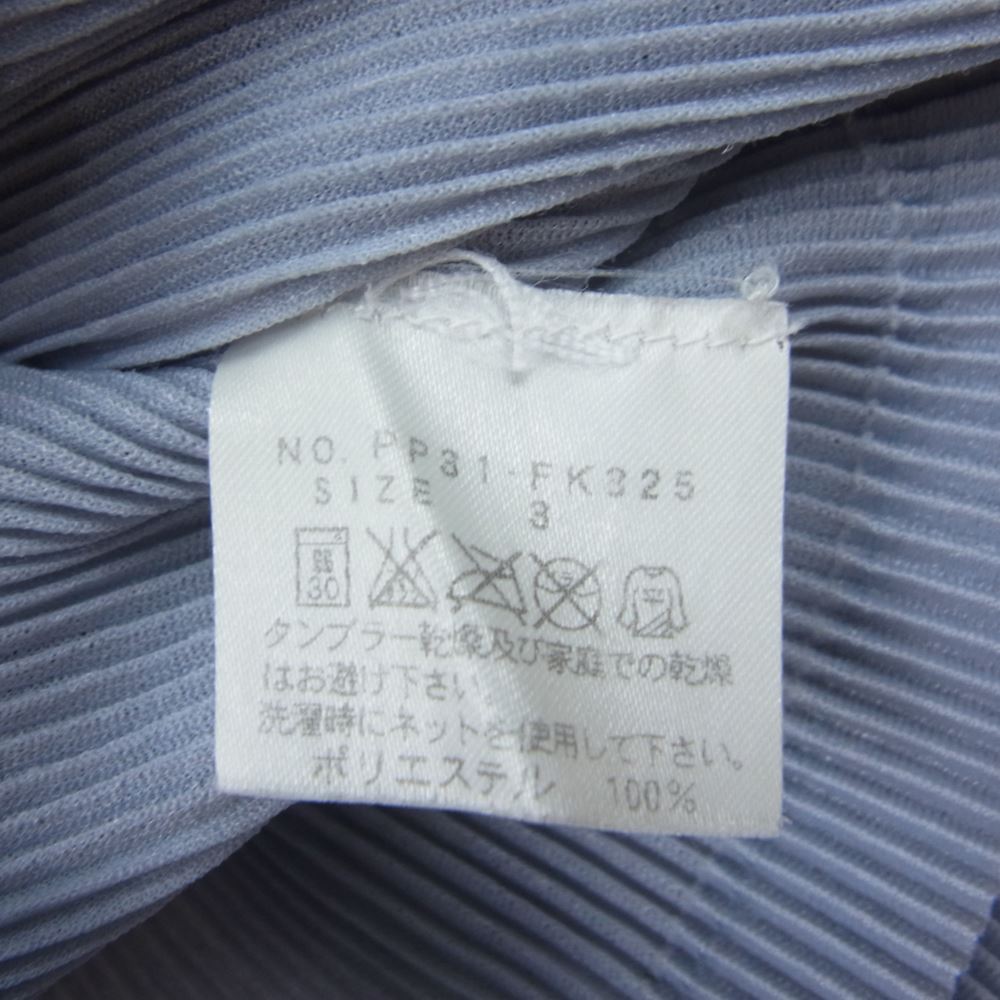 NO. PP31-FK325
SIZE 3
弱 30
タンブラー乾燥及び家庭での乾燥
はお避け下さい
洗濯時にネットを使用して下さい。
ポリエステル 100%